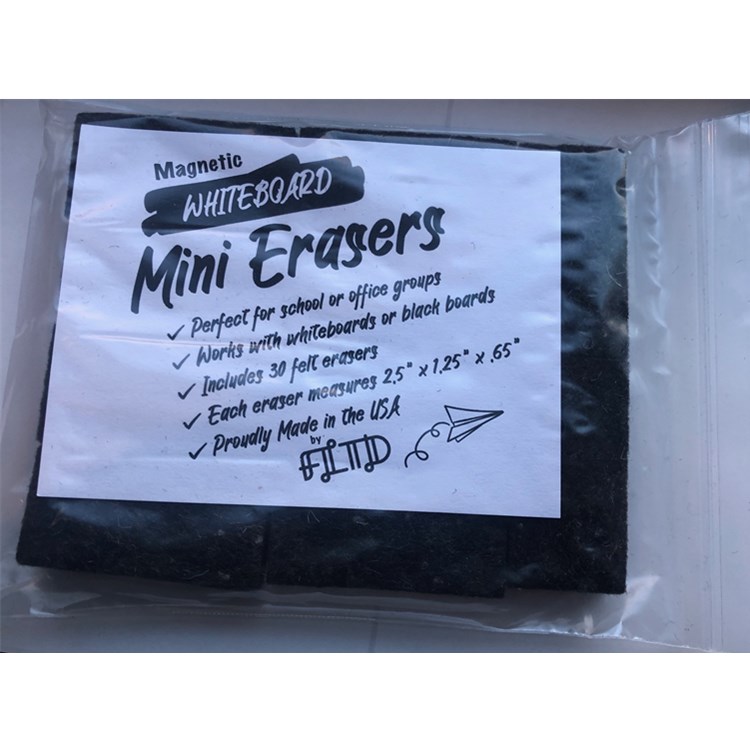 Magnetic
WHITEBOARD
Mini Erasers
✓ Perfect for school or office groups
✓ Works with whiteboards or black boards
✓ Includes 30 felt erasers
✓ Each eraser measures 2.5" x 1.25" x .65"
✓ Proudly Made in the USA
by
FLTD